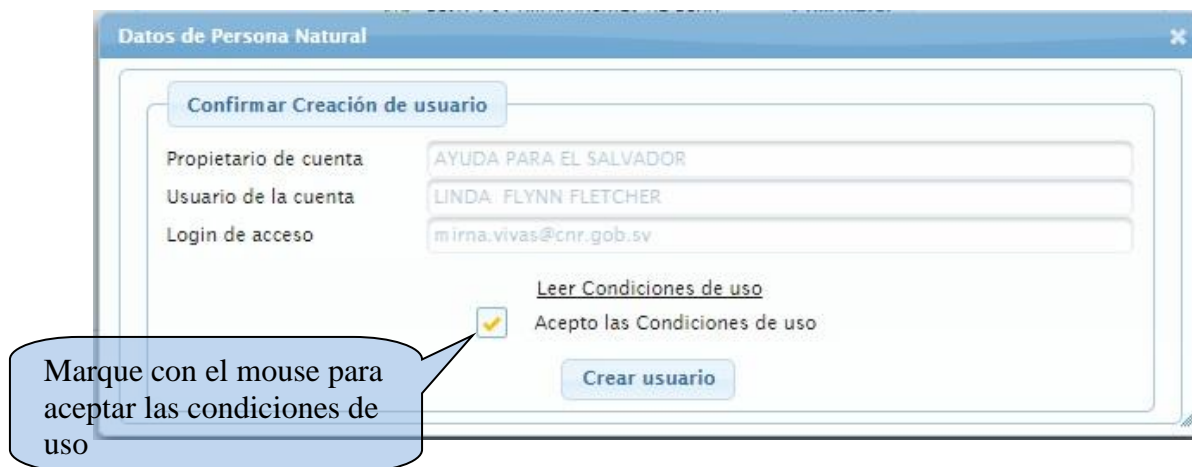 Datos de Persona Natural
Confirmar Creación de usuario
Propietario de cuenta AYUDA PARA EL SALVADOR
Usuario de la cuenta LINDA FLYNN FLETCHER
Login de acceso mirna.vivas@cnr.gob.sv
Leer Condiciones de uso
Acepto las Condiciones de uso
Crear usuario
Marque con el mouse para
aceptar las condiciones de
uso